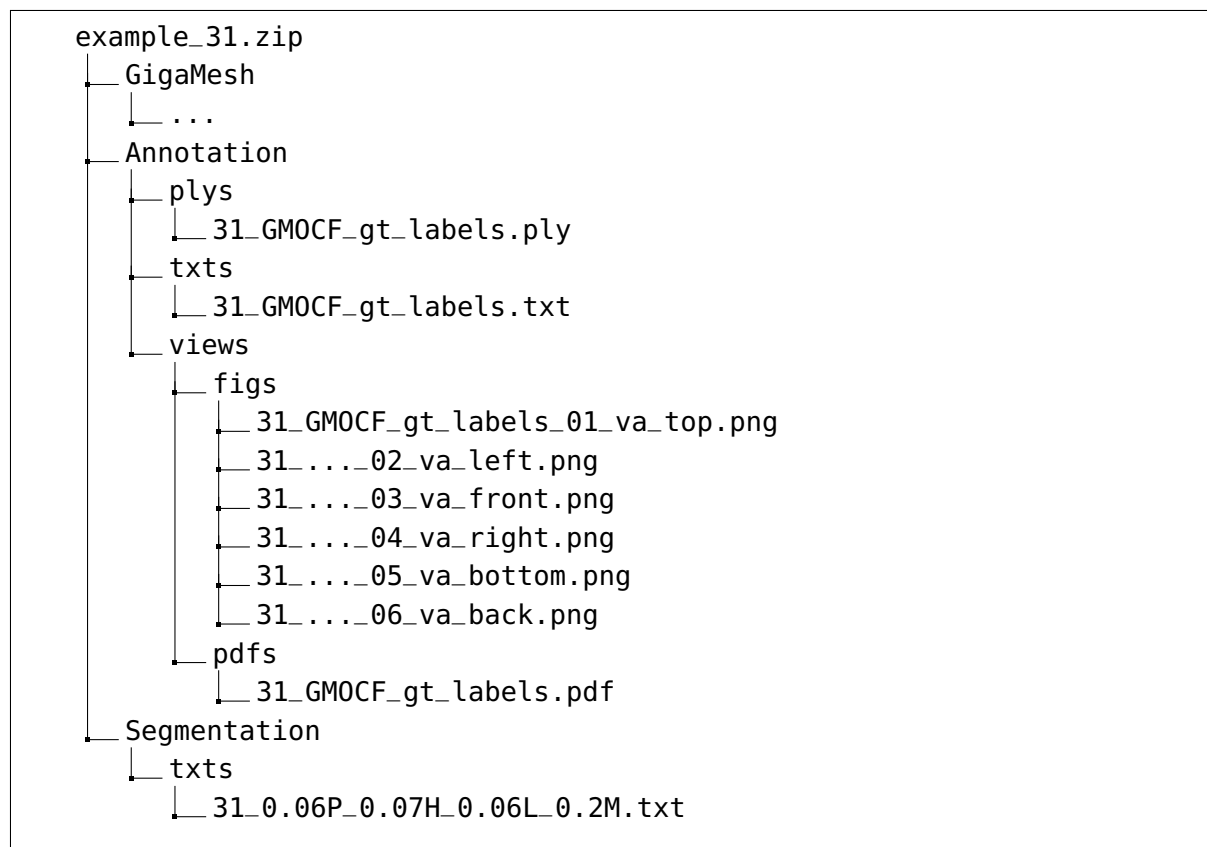 example_31.zip
GigaMesh
...
Annotation
plys
31_GMOCF_gt_labels.ply
txts
31_GMOCF_gt_labels.txt
views
figs
31_GMOCF_gt_labels_01_va_top.png
31_..._02_va_left.png
31_..._03_va_front.png
31_..._04_va_right.png
31_..._05_va_bottom.png
31_..._06_va_back.png
pdfs
31_GMOCF_gt_labels.pdf
Segmentation
txts
31_0.06P_0.07H_0.06L_0.2M.txt